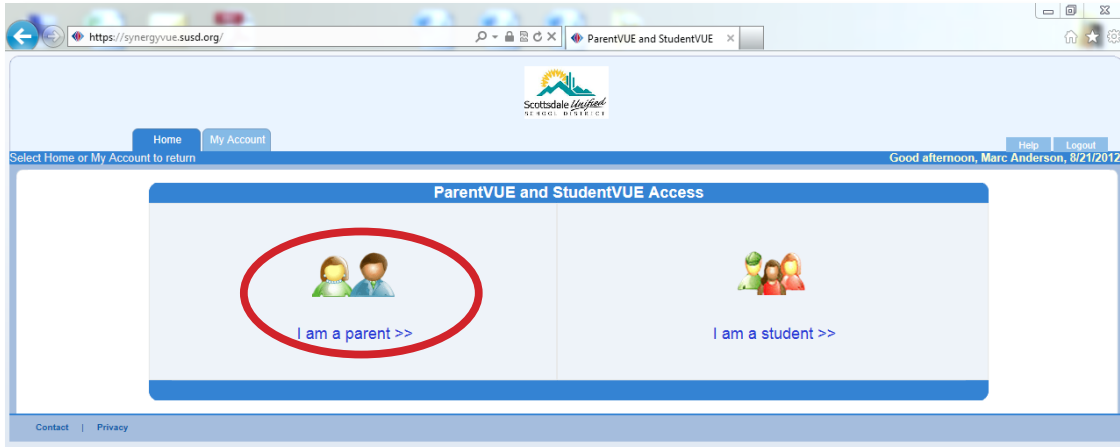 https://synergyvue.susd.org/
ParentVUE and StudentVUE
Scottsdale Unified
SCHOOL DISTRICT
Home
My Account
Help
Logout
Select Home or My Account to return
Good afternoon, Marc Anderson, 8/21/2012
ParentVUE and StudentVUE Access
I am a parent >>
I am a student >>
Contact | Privacy